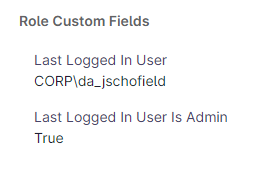 Role Custom Fields
Last Logged In User
CORP\da_jschofield
Last Logged In User Is Admin
True